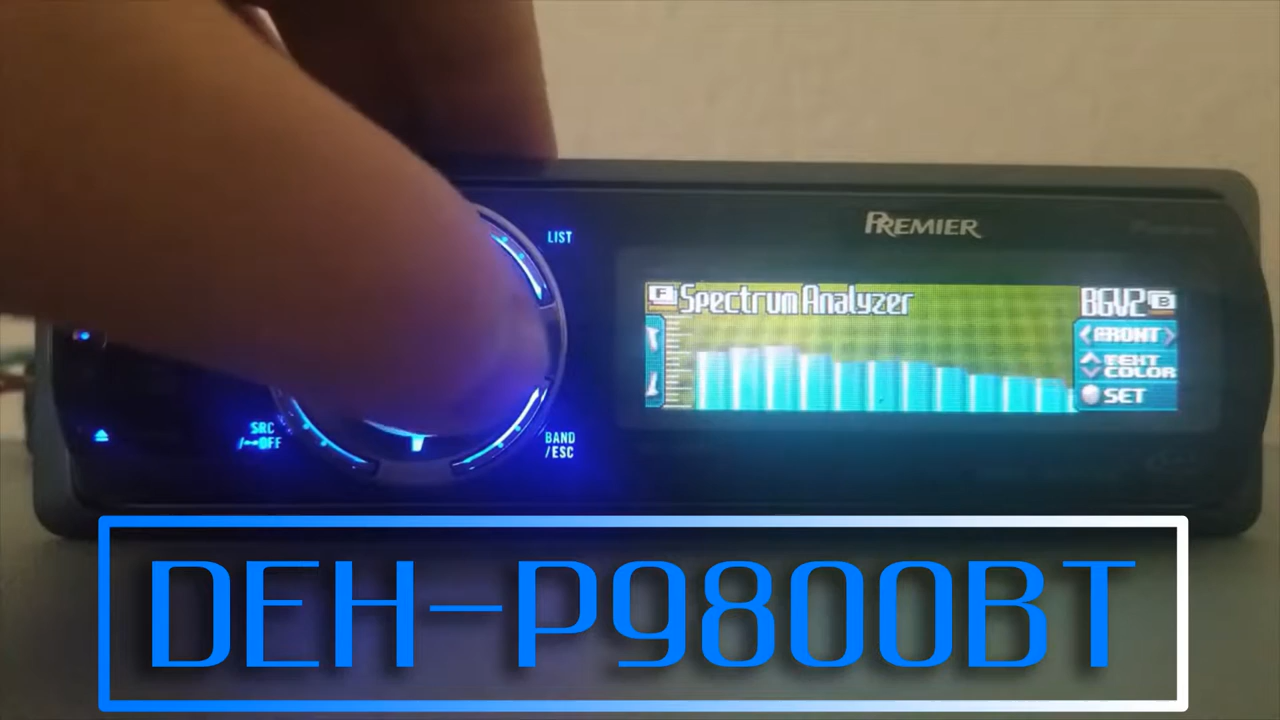 LIST
PREMIER
F Spectrum Analyzer BGV2 B
FRONT
TEXT
COLOR
SET
SRC
/OFF
BAND
/ESC
DEH-P9800BT